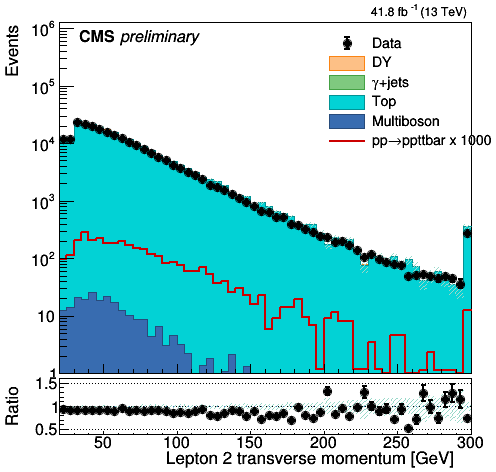 41.8 fb⁻¹ (13 TeV)
CMS preliminary
Events
10⁶
10⁵
10⁴
10³
10²
10
1
Data
DY
γ+jets
Top
Multiboson
pp→ppttbar x 1000
Ratio
1.5
1
0.5
50 100 150 200 250 300
Lepton 2 transverse momentum [GeV]